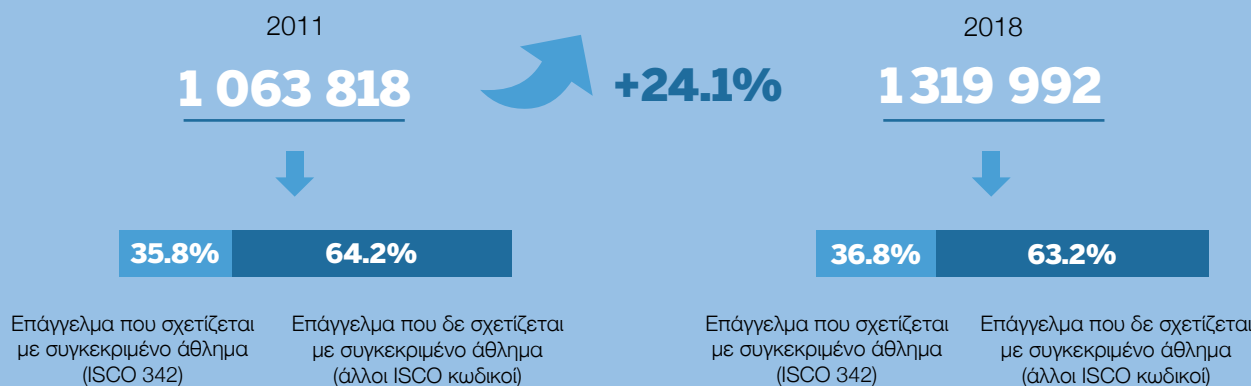 2011
1 063 818
+24.1%
2018
1 319 992
35.8%
64.2%
36.8%
63.2%
Επάγγελμα που σχετίζεται
με συγκεκριμένο άθλημα
(ISCO 342)
Επάγγελμα που δε σχετίζεται
με συγκεκριμένο άθλημα
(άλλοι ISCO κωδικοί)
Επάγγελμα που σχετίζεται
με συγκεκριμένο άθλημα
(ISCO 342)
Επάγγελμα που δε σχετίζεται
με συγκεκριμένο άθλημα
(άλλοι ISCO κωδικοί)